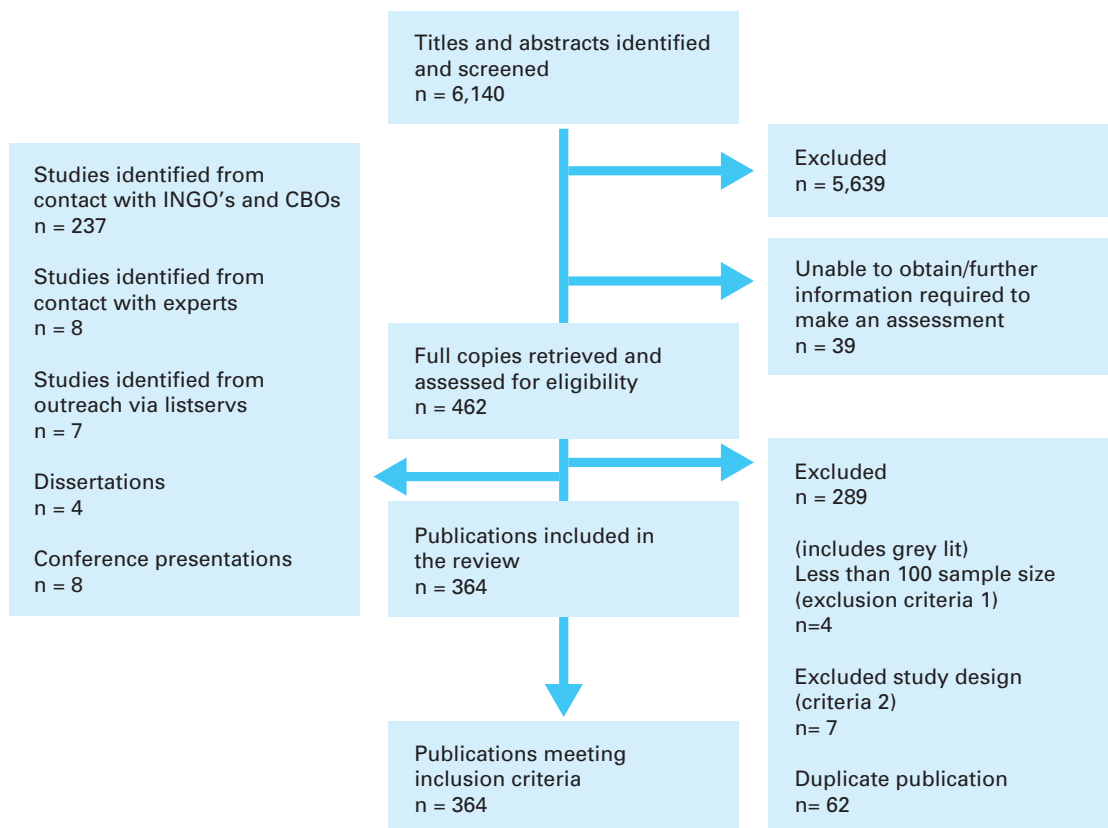 Titles and abstracts identified
and screened
n = 6,140
Excluded
n = 5,639
Unable to obtain/further
information required to
make an assessment
n = 39
Studies identified from
contact with INGO's and CBOs
n = 237
Studies identified from
contact with experts
n = 8
Studies identified from
outreach via listservs
n = 7
Dissertations
n = 4
Conference presentations
n = 8
Full copies retrieved and
assessed for eligibility
n = 462
Excluded
n = 289
(includes grey lit)
Less than 100 sample size
(exclusion criteria 1)
n=4
Excluded study design
(criteria 2)
n= 7
Duplicate publication
n= 62
Publications included in
the review
n = 364
Publications meeting
inclusion criteria
n = 364